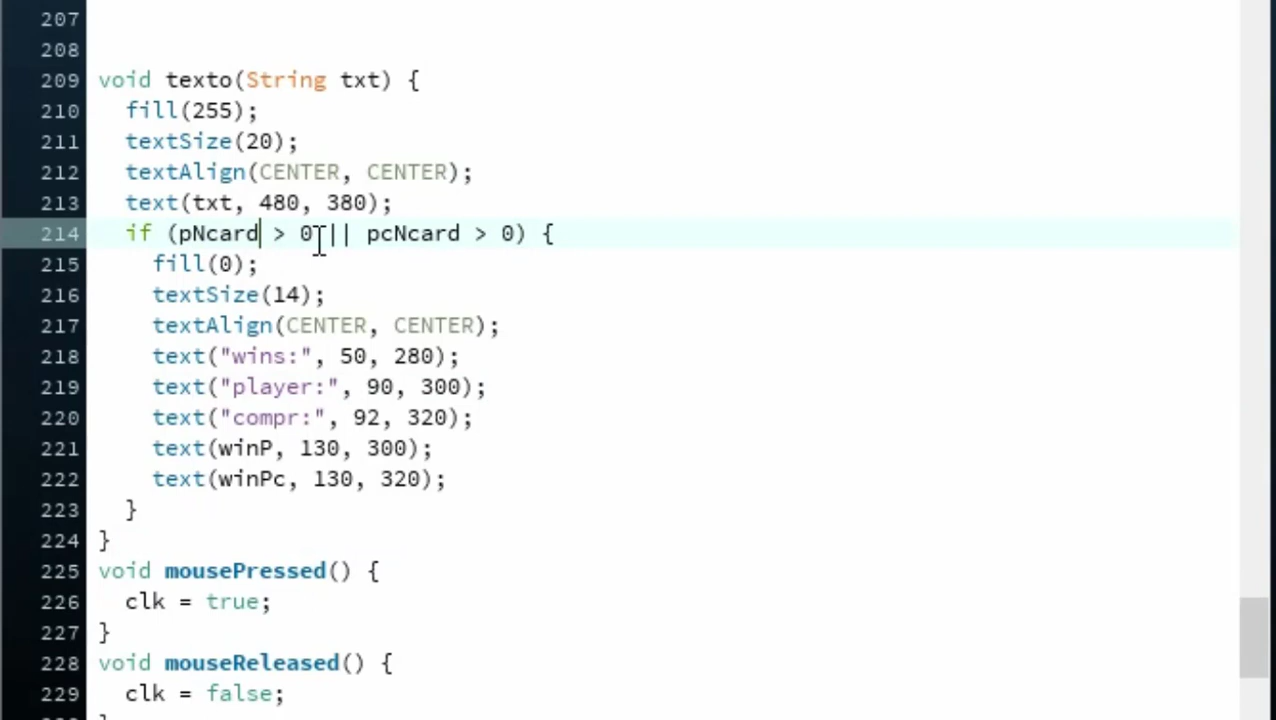 207
208
209 void texto(String txt) {
210   fill(255);
211   textSize(20);
212   textAlign(CENTER, CENTER);
213   text(txt, 480, 380);
214   if (pNcard > 0 || pcNcard > 0) {
215     fill(0);
216     textSize(14);
217     textAlign(CENTER, CENTER);
218     text("wins:", 50, 280);
219     text("player:", 90, 300);
220     text("compr:", 92, 320);
221     text(winP, 130, 300);
222     text(winPc, 130, 320);
223   }
224 }
225 void mousePressed() {
226   clk = true;
227 }
228 void mouseReleased() {
229   clk = false;